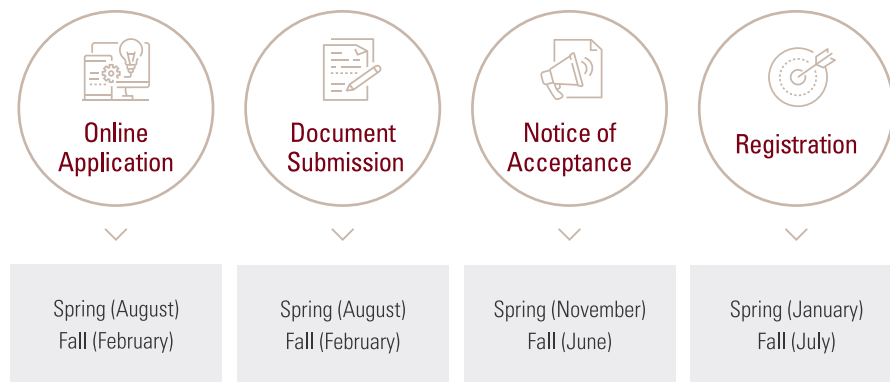 Online
Application
Document
Submission
Notice of
Acceptance
Registration
Spring (August)
Fall (February)
Spring (August)
Fall (February)
Spring (November)
Fall (June)
Spring (January)
Fall (July)